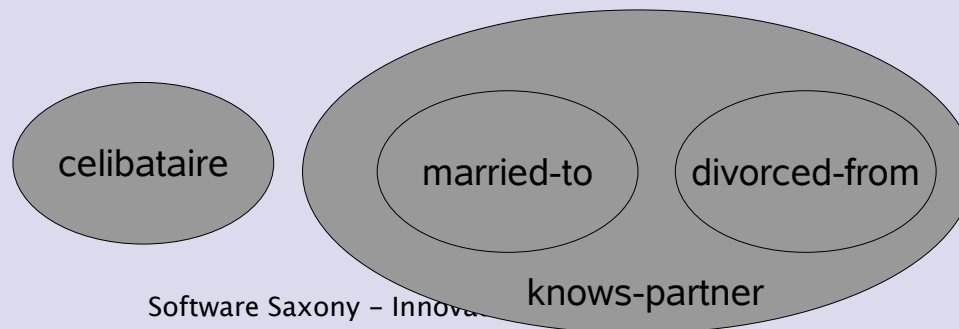 celibataire
married-to
divorced-from
knows-partner
Software Saxony – Innova